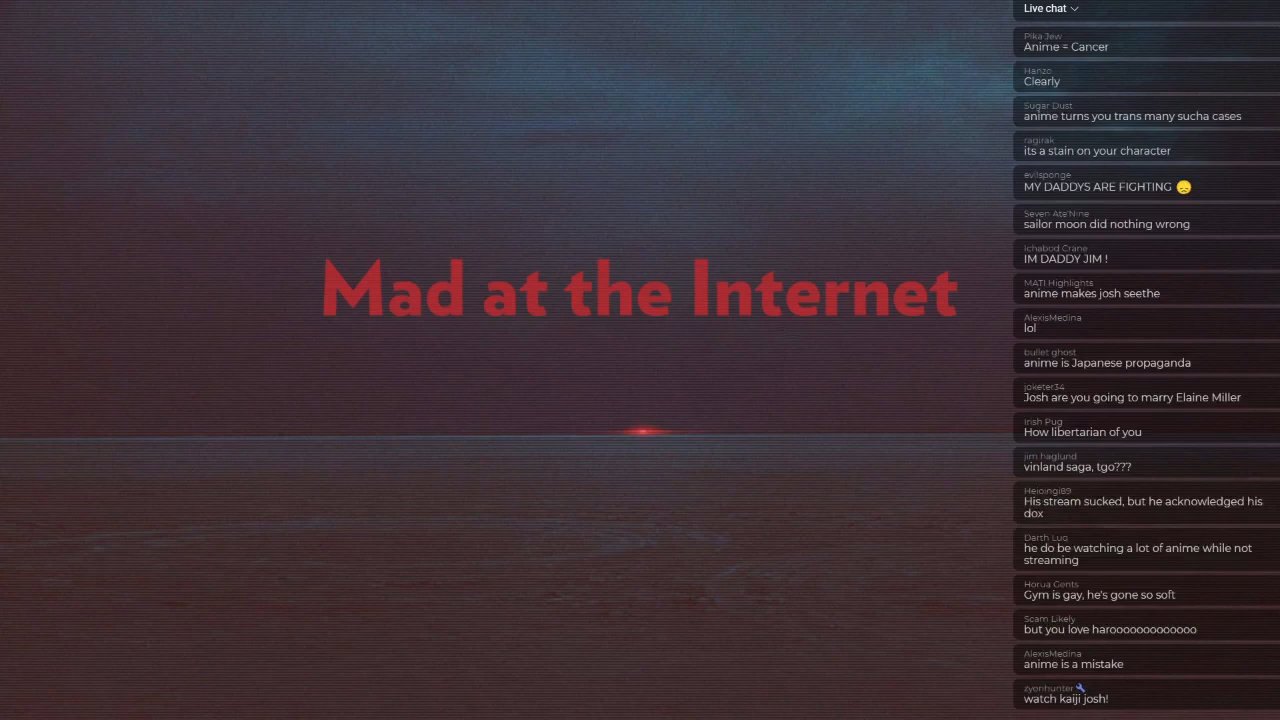 Live chat
Mad at the Internet
Pika Jew
Anime = Cancer
Hanzo
Clearly
Sugar Dust
anime turns you trans many sucha cases
ragirak
its a stain on your character
evilsponge
MY DADDYS ARE FIGHTING 😞
Seven Ate'Nine
sailor moon did nothing wrong
Ichabod Crane
IM DADDY JIM !
MATI Highlights
anime makes josh seethe
AlexisMedina
lol
bullet ghost
anime is Japanese propaganda
joketer34
Josh are you going to marry Elaine Miller
Irish Pug
How libertarian of you
jim haglund
vinland saga, tgo???
Heioingi89
His stream sucked, but he acknowledged his
dox
Darth Luq
he do be watching a lot of anime while not
streaming
Horua Gents
Gym is gay, he's gone so soft
Scam Likely
but you love harooooooooooooo
AlexisMedina
anime is a mistake
zyonhunter
watch kaiji josh!